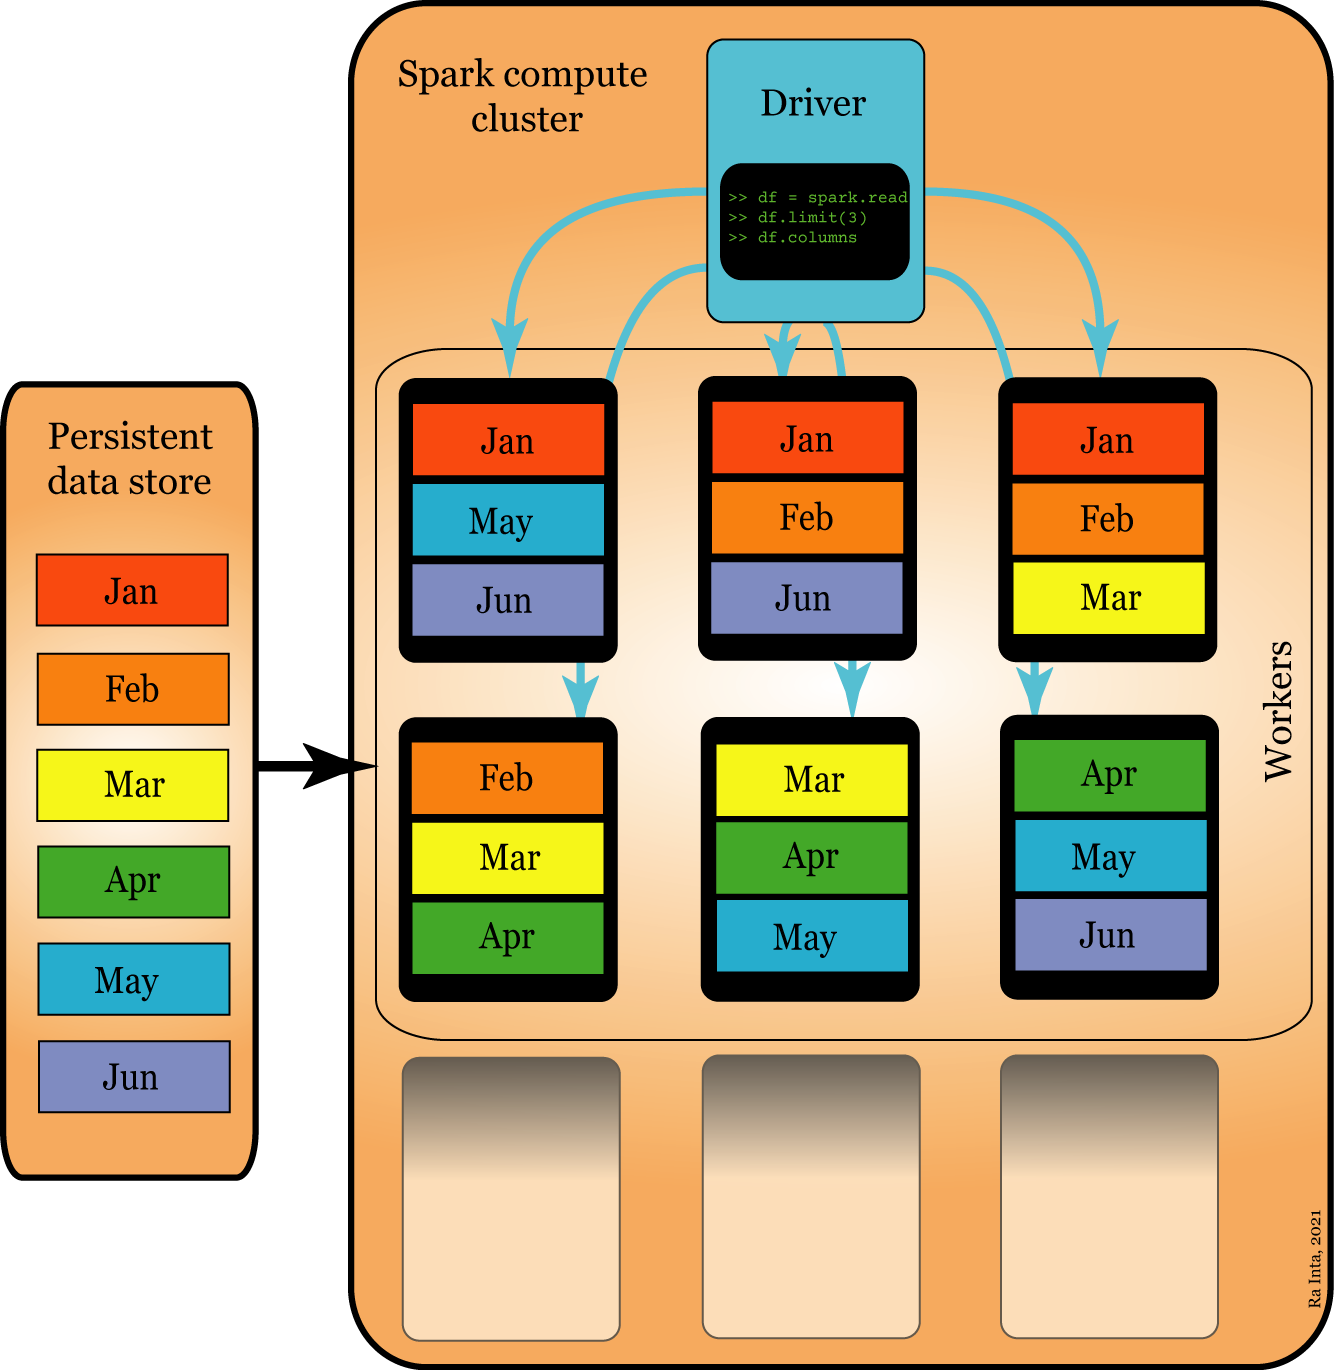 Spark compute
cluster
Driver
>> df = spark.read
>> df.limit(3)
>> df.columns
Persistent
data store
Jan
Feb
Mar
Apr
May
Jun
Jan
May
Jun
Jan
Feb
Jun
Jan
Feb
Mar
Feb
Mar
Apr
Mar
Apr
May
Apr
May
Jun
Workers
Ra Inta, 2021